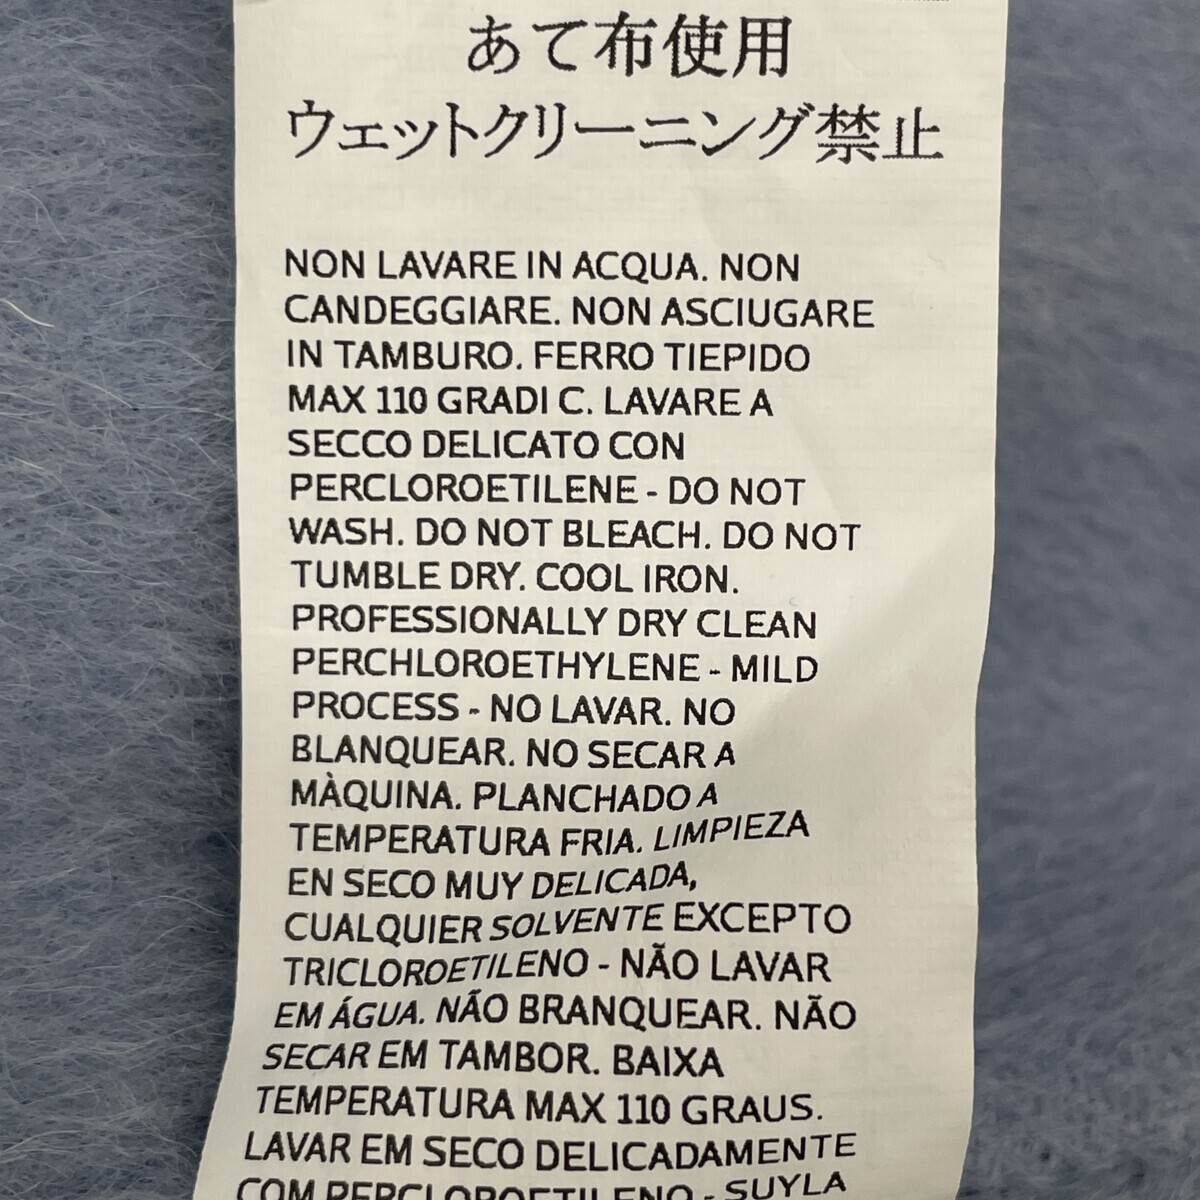 あて布使用
ウェットクリーニング禁止
NON LAVARE IN ACQUA. NON
CANDEGGIARE. NON ASCIUGARE
IN TAMBURO. FERRO TIEPIDO
MAX 110 GRADI C. LAVARE A
SECCO DELICATO CON
PERCLOROETILENE - DO NOT
WASH. DO NOT BLEACH. DO NOT
TUMBLE DRY. COOL IRON.
PROFESSIONALLY DRY CLEAN
PERCHLOROETHYLENE - MILD
PROCESS - NO LAVAR. NO
BLANQUEAR. NO SECAR A
MÀQUINA. PLANCHADO A
TEMPERATURA FRIA. LIMPIEZA
EN SECO MUY DELICADA,
CUALQUIER SOLVENTE EXCEPTO
TRICLOROETILENO - NÃO LAVAR
EM ÁGUA. NÃO BRANQUEAR. NÃO
SECAR EM TAMBOR. BAIXA
TEMPERATURA MAX 110 GRAUS.
LAVAR EM SECO DELICADAMENTE
COM PERCLOROETILENO - SUYLA